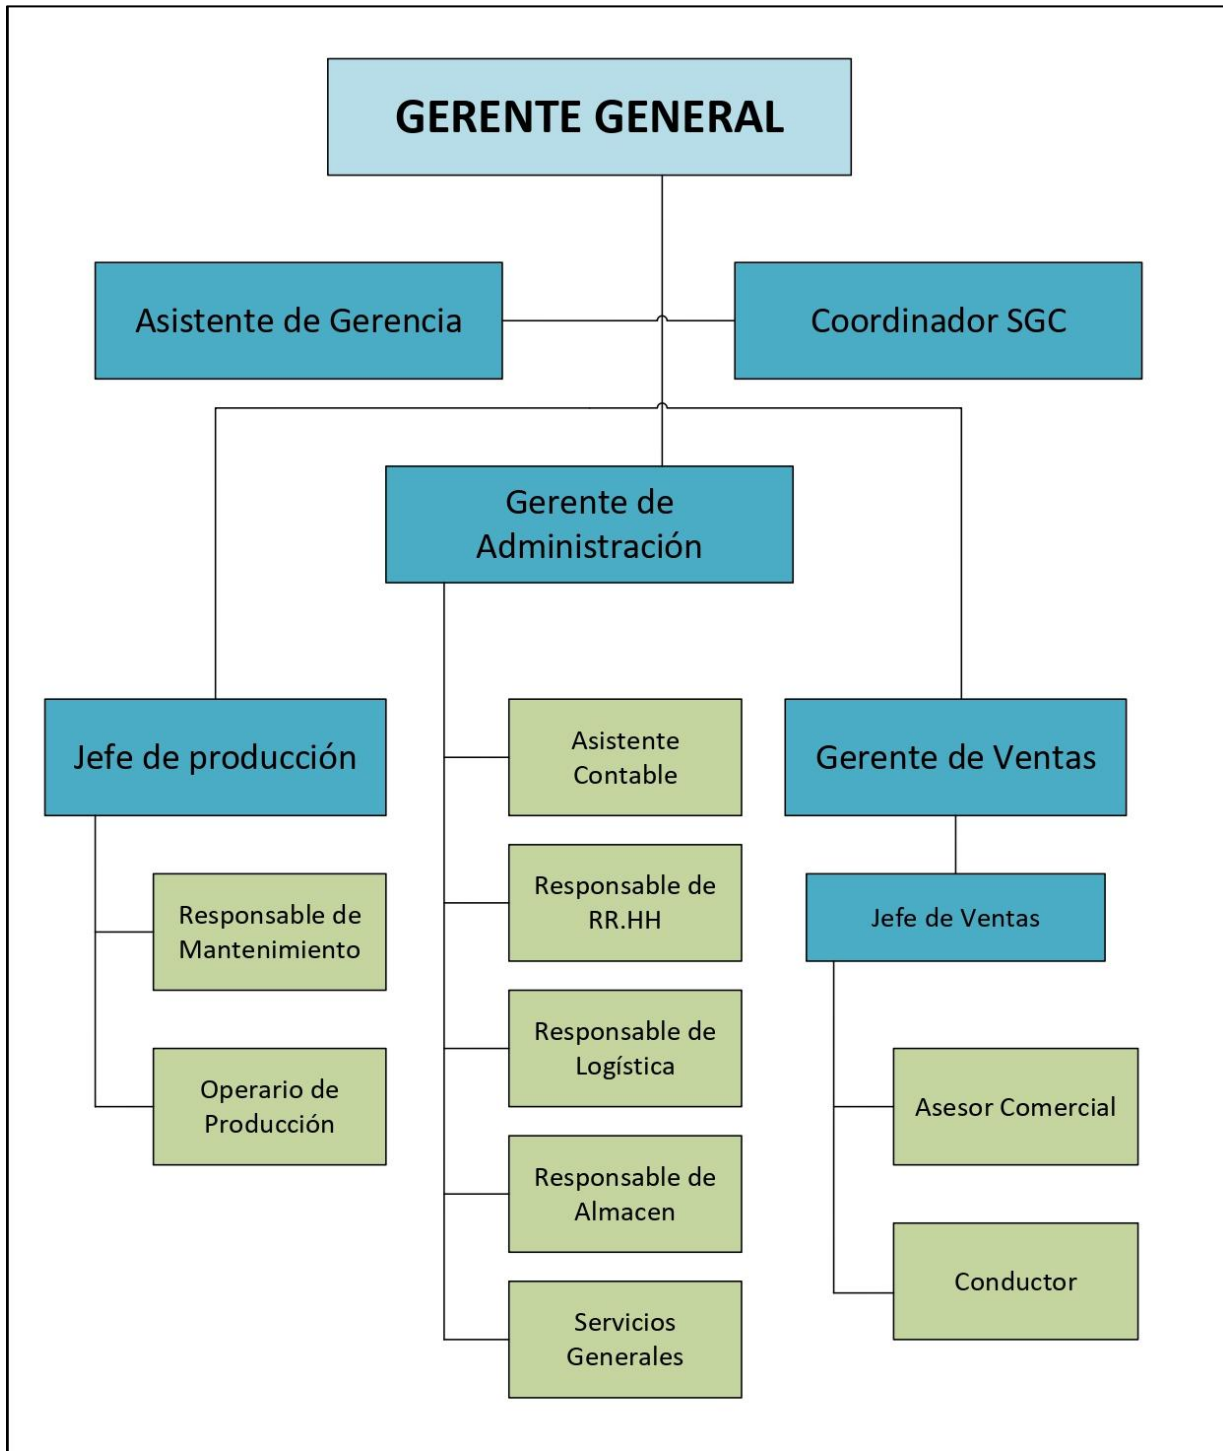 GERENTE GENERAL
Asistente de Gerencia
Coordinador SGC
Gerente de
Administración
Jefe de producción
Responsable de
Mantenimiento
Operario de
Producción
Asistente
Contable
Responsable de
RR.HH
Responsable de
Logística
Responsable de
Almacen
Servicios
Generales
Gerente de Ventas
Jefe de Ventas
Asesor Comercial
Conductor